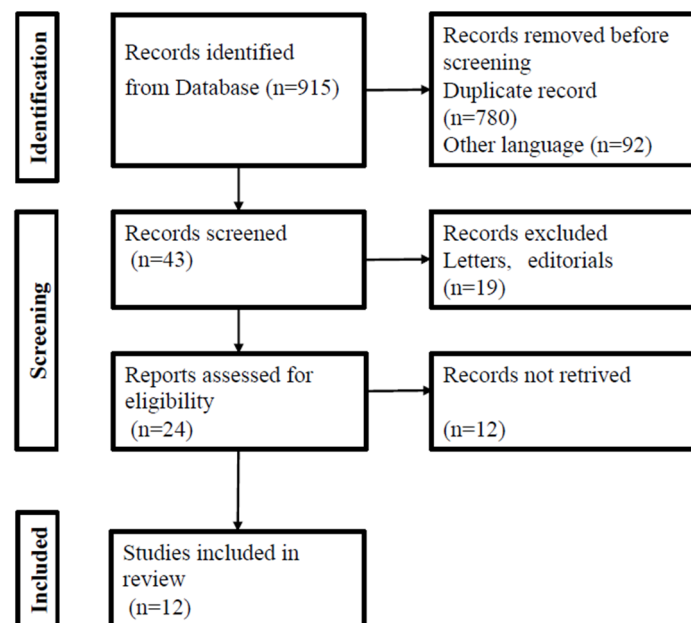 Identification
Records identified
from Database (n=915)
Records removed before
screening
Duplicate record
(n=780)
Other language (n=92)
Screening
Records screened
(n=43)
Records excluded
Letters, editorials
(n=19)
Reports assessed for
eligibility
(n=24)
Records not retrived
(n=12)
Included
Studies included in
review
(n=12)